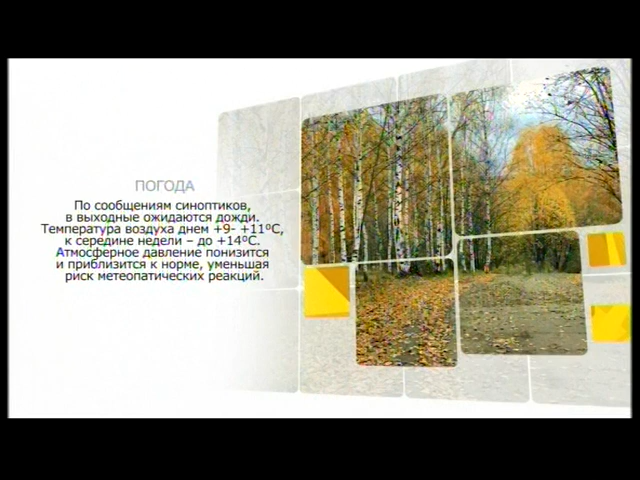 ПОГОДА
По сообщениям синоптиков,
в выходные ожидаются дожди.
Температура воздуха днем +9- +11ºС,
к середине недели – до +14ºС.
Атмосферное давление понизится
и приблизится к норме, уменьшая
риск метеопатических реакций.